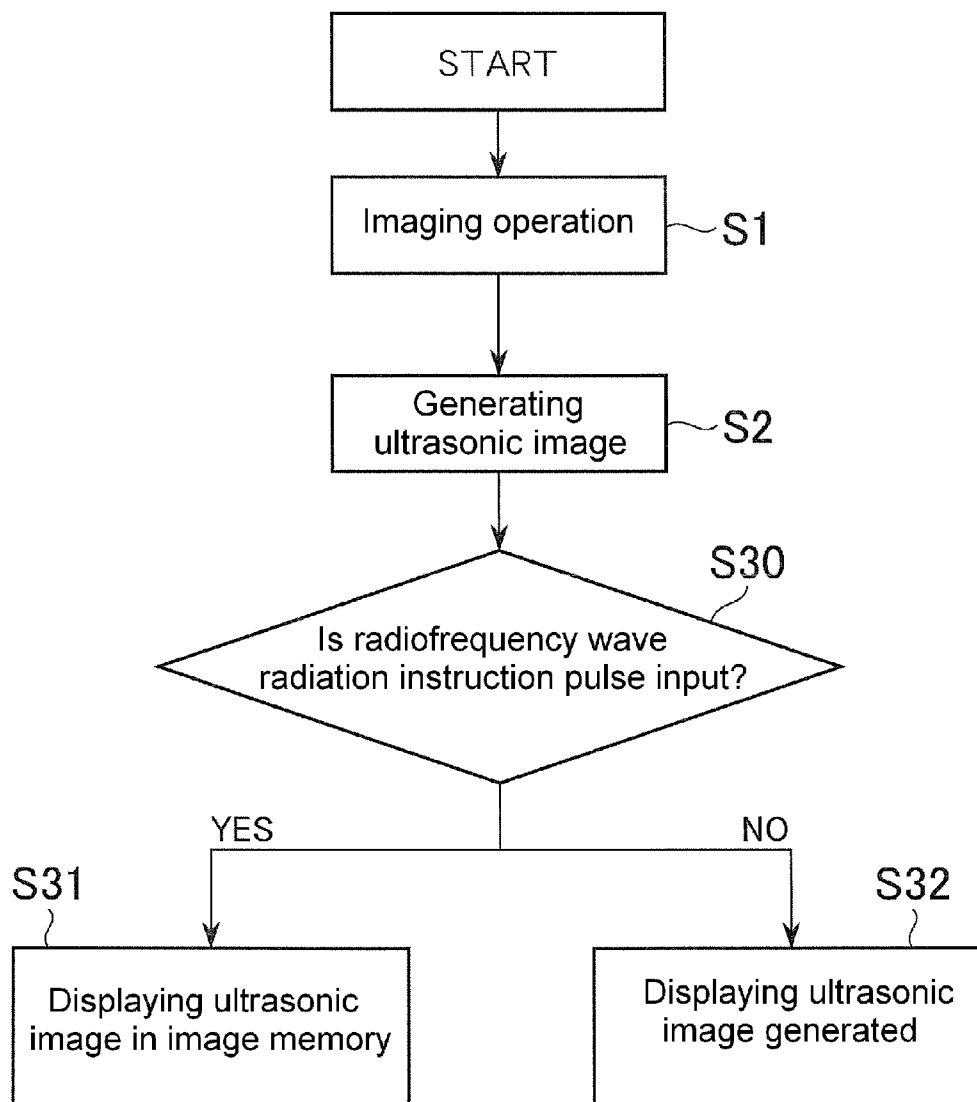 START
Imaging operation
S1
Generating
ultrasonic image
S2
S30
Is radiofrequency wave
radiation instruction pulse input?
YES
NO
S31
S32
Displaying ultrasonic
image in image memory
Displaying ultrasonic
image generated